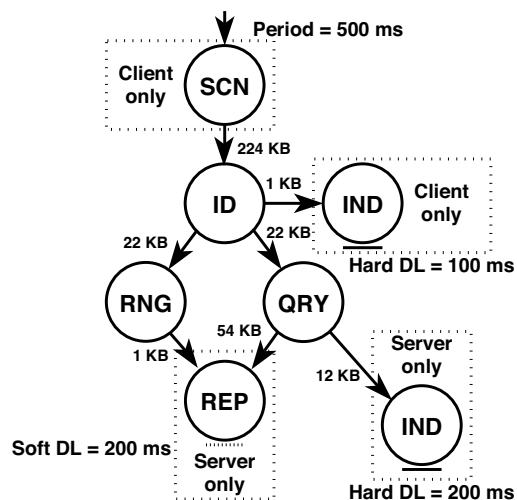 Period = 500 ms
Client
only
SCN
224 KB
1 KB
ID
IND
Client
only
22 KB
22 KB
Hard DL = 100 ms
RNG
QRY
1 KB
54 KB
12 KB
Server
only
REP
IND
Soft DL = 200 ms
Server
only
Hard DL = 200 ms